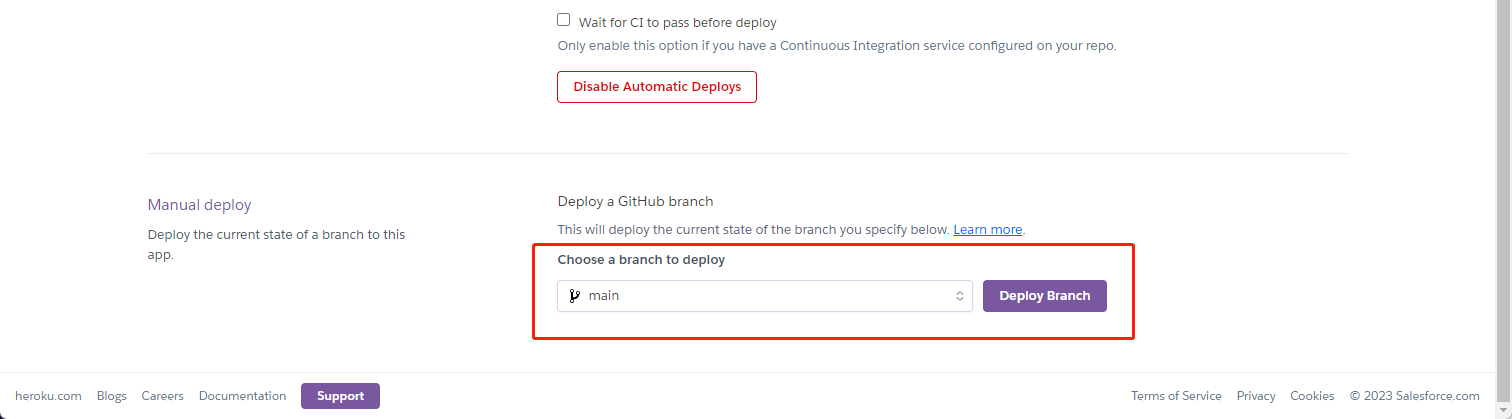 Wait for CI to pass before deploy
Only enable this option if you have a Continuous Integration service configured on your repo.
Disable Automatic Deploys
Manual deploy
Deploy the current state of a branch to this
app.
Deploy a GitHub branch
This will deploy the current state of the branch you specify below. Learn more.
Choose a branch to deploy
main
Deploy Branch
heroku.com Blogs Careers Documentation Support Terms of Service Privacy Cookies © 2023 Salesforce.com